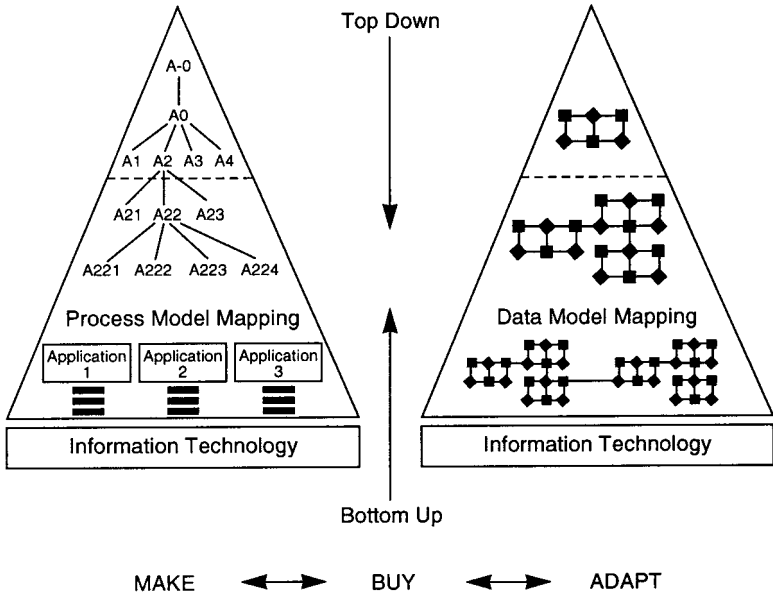 Top Down
A-0
A0
A1 A2 A3 A4
A21 A22 A23
A221 A222 A223 A224
Process Model Mapping
Application
1
Application
2
Application
3
Information Technology
Data Model Mapping
Information Technology
Bottom Up
MAKE BUY ADAPT